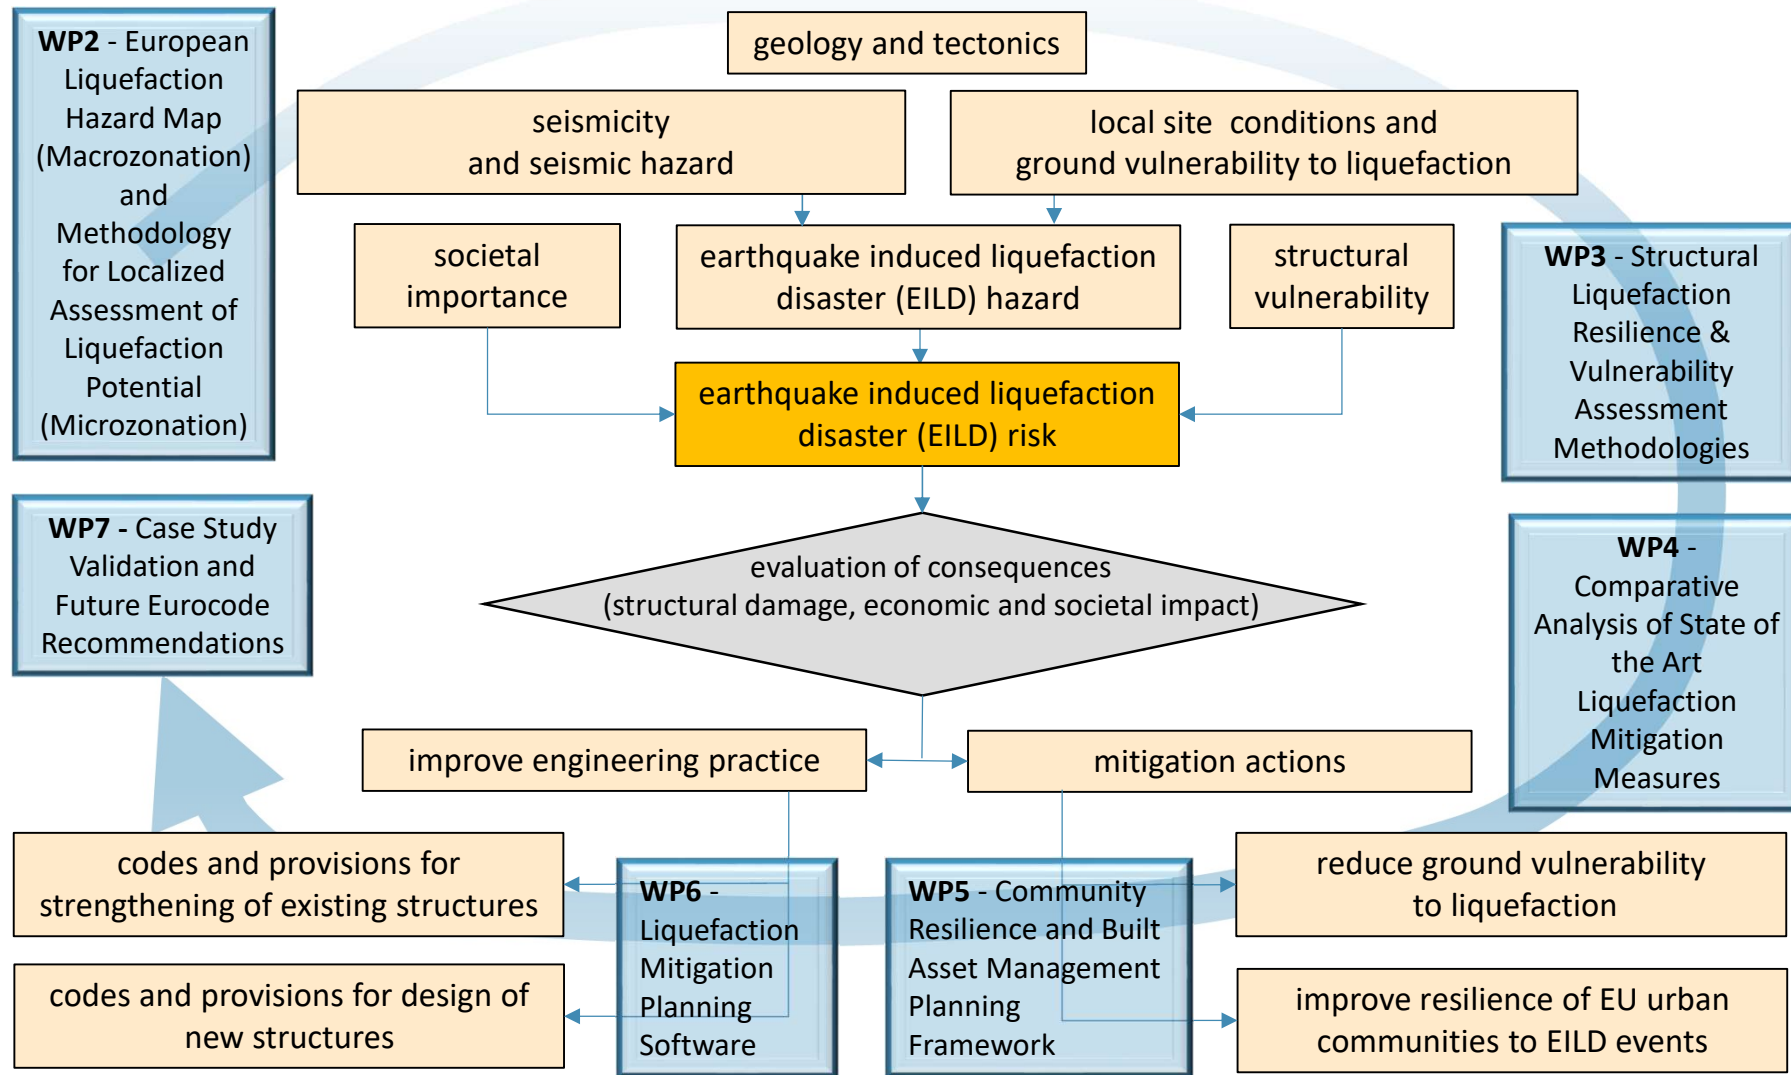 WP2 - European
Liquefaction
Hazard Map
(Macrozonation)
and
Methodology
for Localized
Assessment of
Liquefaction
Potential
(Microzonation)
geology and tectonics
seismicity
and seismic hazard
local site conditions and
ground vulnerability to liquefaction
societal
importance
earthquake induced liquefaction
disaster (EILD) hazard
structural
vulnerability
WP3 - Structural
Liquefaction
Resilience &
Vulnerability
Assessment
Methodologies
earthquake induced liquefaction
disaster (EILD) risk
WP7 - Case Study
Validation and
Future Eurocode
Recommendations
evaluation of consequences
(structural damage, economic and societal impact)
WP4 -
Comparative
Analysis of State of
the Art
Liquefaction
Mitigation
Measures
improve engineering practice
mitigation actions
codes and provisions for
strengthening of existing structures
WP6 -
Liquefaction
Mitigation
Planning
Software
WP5 - Community
Resilience and Built
Asset Management
Planning
Framework
reduce ground vulnerability
to liquefaction
codes and provisions for design of
new structures
improve resilience of EU urban
communities to EILD events